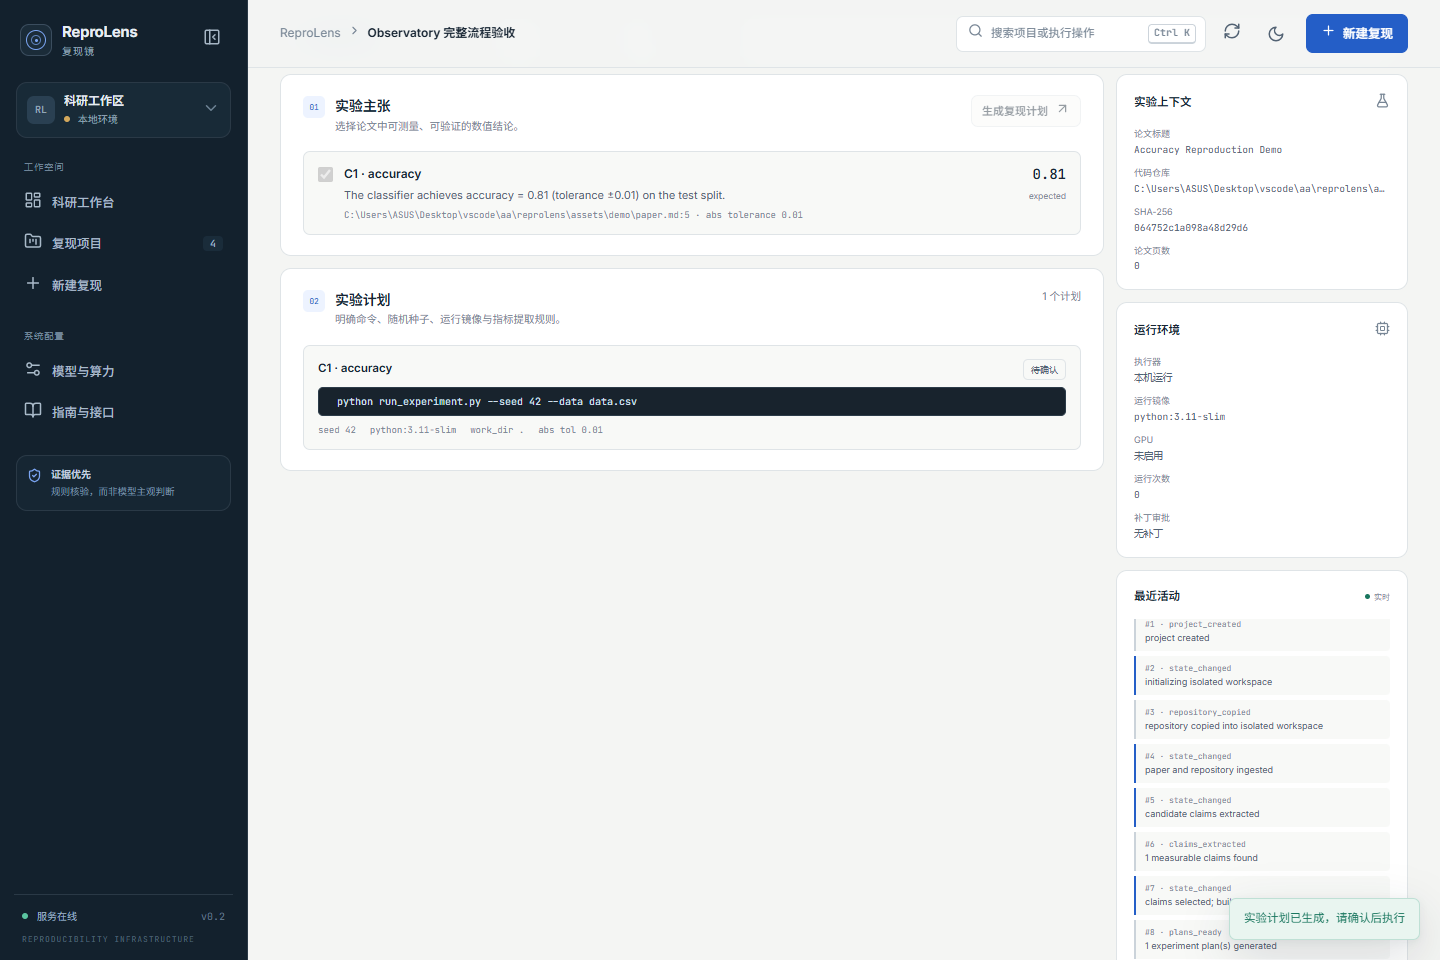 ReproLens
复现镜
RL
科研工作区
本地环境
工作空间
科研工作台
复现项目
4
新建复现
系统配置
模型与算力
指南与接口
证据优先
规则核验，而非模型主观判断
服务在线
v0.2
REPRODUCIBILITY INFRASTRUCTURE
ReproLens
Observatory 完整流程验收
搜索项目或执行操作
Ctrl K
新建复现
01
实验主张
选择论文中可测量、可验证的数值结论。
生成复现计划
C1 · accuracy
The classifier achieves accuracy = 0.81 (tolerance ±0.01) on the test split.
C:\Users\ASUS\Desktop\vscode\aa\reprolens\assets\demo\paper.md:5 · abs tolerance 0.01
0.81
expected
02
实验计划
明确命令、随机种子、运行镜像与指标提取规则。
1 个计划
C1 · accuracy
待确认
python run_experiment.py --seed 42 --data data.csv
seed 42 python:3.11-slim work_dir . abs tol 0.01
实验上下文
论文标题
Accuracy Reproduction Demo
代码仓库
C:\Users\ASUS\Desktop\vscode\aa\reprolens\a…
SHA-256
064752c1a098a48d29d6
论文页数
0
运行环境
执行器
本机运行
运行镜像
python:3.11-slim
GPU
未启用
运行次数
0
补丁审批
无补丁
最近活动
实时
#1 · project_created
project created
#2 · state_changed
initializing isolated workspace
#3 · repository_copied
repository copied into isolated workspace
#4 · state_changed
paper and repository ingested
#5 · state_changed
candidate claims extracted
#6 · claims_extracted
1 measurable claims found
#7 · state_changed
claims selected;
#8 · plans_ready
1 experiment plan(s) generated
实验计划已生成，请确认后执行